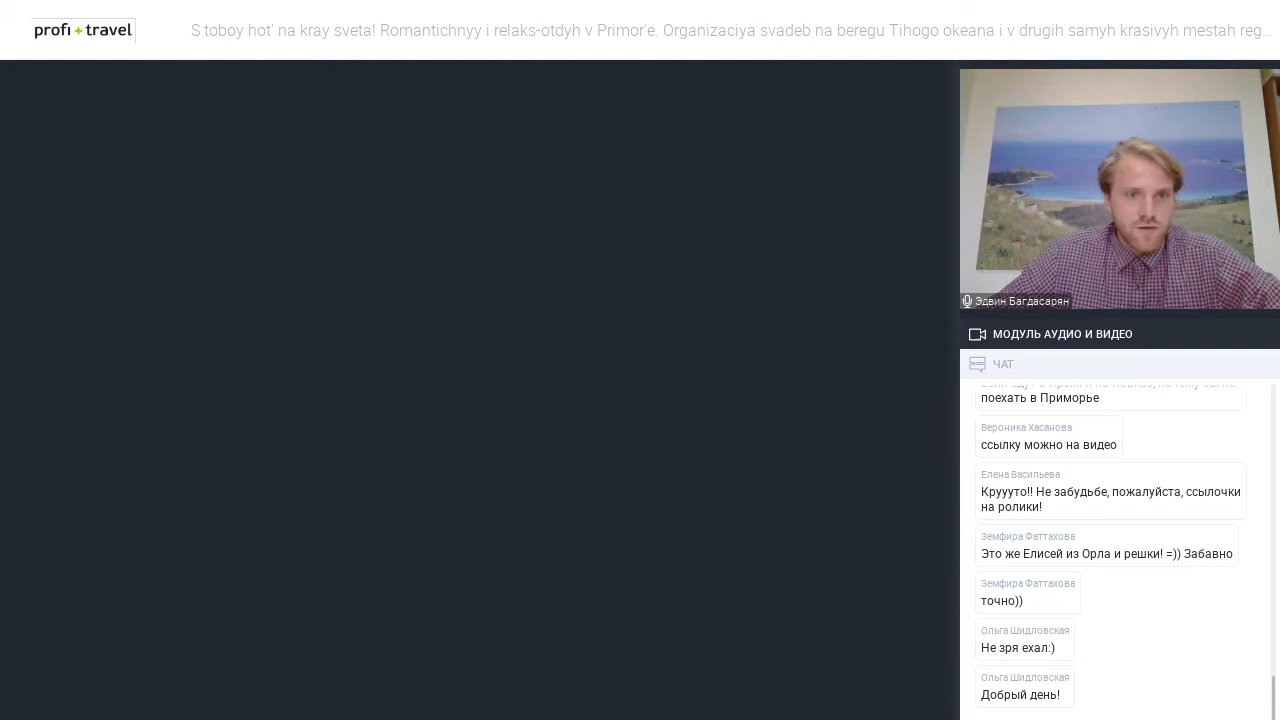 profi + travel
S toboy hot' na kray sveta! Romantichnyy i relaks-otdyh v Primor'e. Organizaciya svadeb na beregu Tihogo okeana i v drugih samyh krasivyh mestah reg...
Эдвин Багдасарян
МОДУЛЬ АУДИО И ВИДЕО
ЧАТ
поехать в Приморье
Вероника Хасанова
ссылку можно на видео
Елена Васильева
Круууто!! Не забудьбе, пожалуйста, ссылочки
на ролики!
Земфира Фаттахова
Это же Елисей из Орла и решки! =)) Забавно
Земфира Фаттахова
точно))
Ольга Шидловская
Не зря ехал:)
Ольга Шидловская
Добрый день!